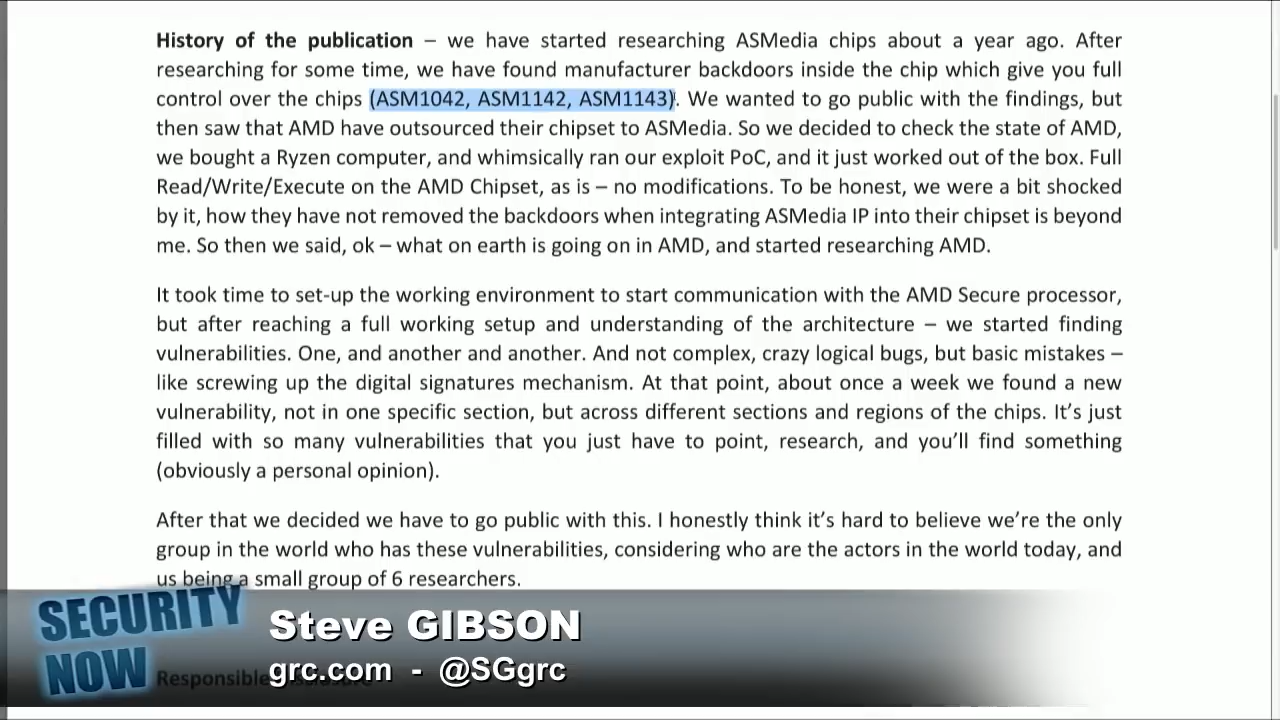 History of the publication – we have started researching ASMedia chips about a year ago. After
researching for some time, we have found manufacturer backdoors inside the chip which give you full
control over the chips (ASM1042, ASM1142, ASM1143). We wanted to go public with the findings, but
then saw that AMD have outsourced their chipset to ASMedia. So we decided to check the state of AMD,
we bought a Ryzen computer, and whimsically ran our exploit PoC, and it just worked out of the box. Full
Read/Write/Execute on the AMD Chipset, as is – no modifications. To be honest, we were a bit shocked
by it, how they have not removed the backdoors when integrating ASMedia IP into their chipset is beyond
me. So then we said, ok – what on earth is going on in AMD, and started researching AMD.
It took time to set-up the working environment to start communication with the AMD Secure processor,
but after reaching a full working setup and understanding of the architecture – we started finding
vulnerabilities. One, and another and another. And not complex, crazy logical bugs, but basic mistakes –
like screwing up the digital signatures mechanism. At that point, about once a week we found a new
vulnerability, not in one specific section, but across different sections and regions of the chips. It's just
filled with so many vulnerabilities that you just have to point, research, and you'll find something
(obviously a personal opinion).
After that we decided we have to go public with this. I honestly think it's hard to believe we're the only
group in the world who has these vulnerabilities, considering who are the actors in the world today, and
us being a small group of 6 researchers.
SECURITY
NOW
Steve GIBSON
grc.com - @SGgrc
Responsible